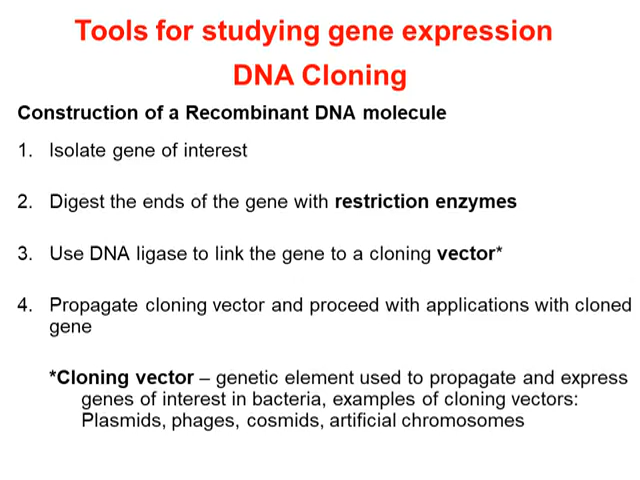 Tools for studying gene expression
DNA Cloning
Construction of a Recombinant DNA molecule
1. Isolate gene of interest
2. Digest the ends of the gene with restriction enzymes
3. Use DNA ligase to link the gene to a cloning vector*
4. Propagate cloning vector and proceed with applications with cloned
gene
*Cloning vector – genetic element used to propagate and express
genes of interest in bacteria, examples of cloning vectors:
Plasmids, phages, cosmids, artificial chromosomes